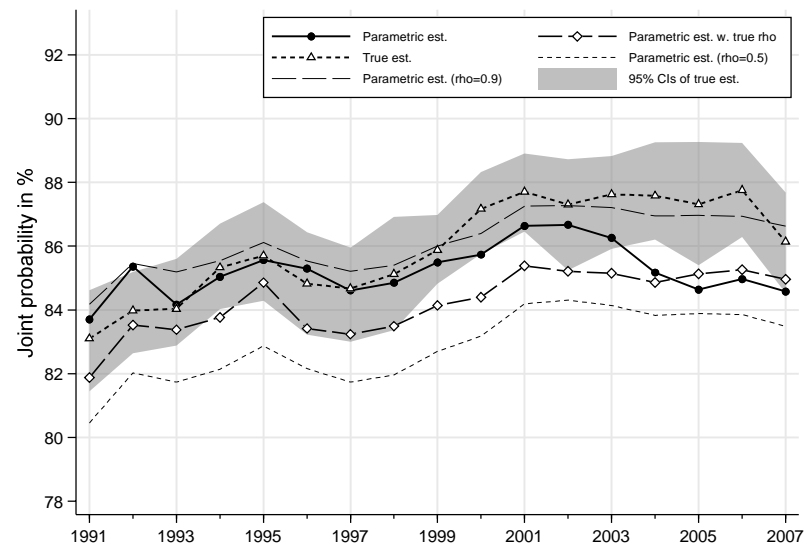 Parametric est.
Parametric est. w. true rho
True est.
Parametric est. (rho=0.5)
Parametric est. (rho=0.9)
95% CIs of true est.
Joint probability in %
92
90
88
86
84
82
80
78
1991 1993 1995 1997 1999 2001 2003 2005 2007